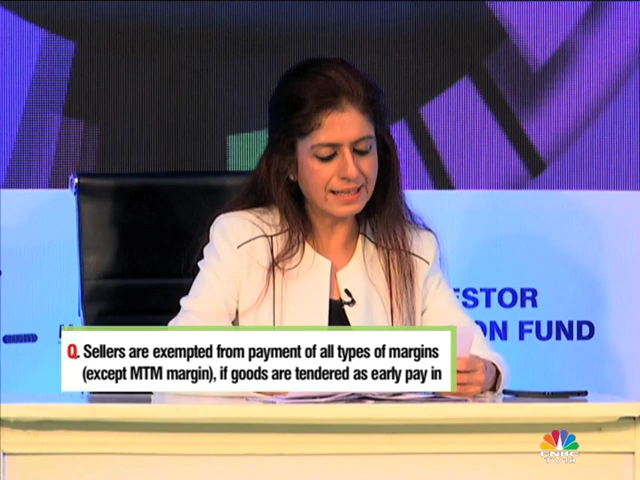 ESTOR
ON FUND
Q. Sellers are exempted from payment of all types of margins
(except MTM margin), if goods are tendered as early pay in
CNBC
TV18